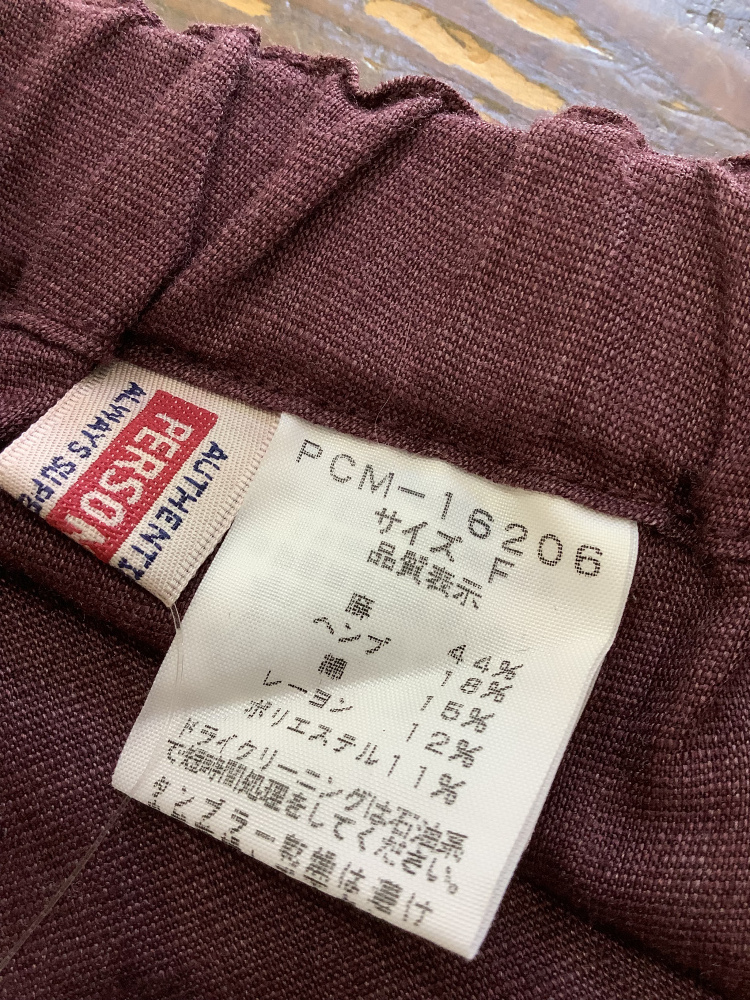 AUTHENTI
PERSON
ALWAYS SUPE
PCM-16206
サイズ F
品質表示
麻 44%
ヘンプ 18%
綿 15%
レーヨン 12%
ポリエステル 11%
ドライクリーニングは石油系
で短時間処理をしてください。
タンブラー乾燥は避け